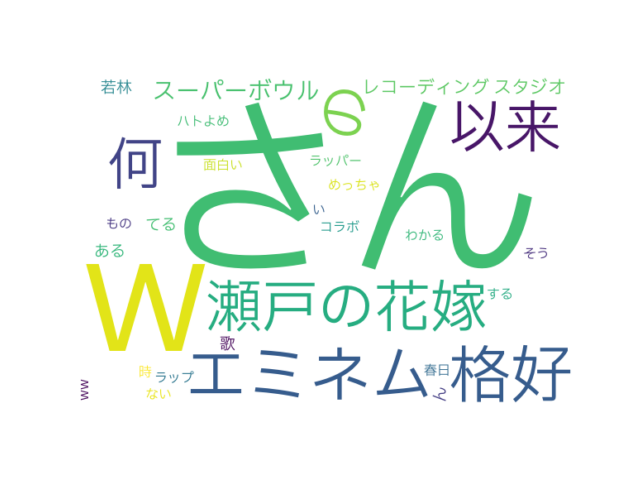 若林
スーパーボウル
レコーディング スタジオ
の
以来
さん
ハトよめ
何
面白い
ラッパー
めっちゃ
い
もの
てる
コラボ
わかる
ある
そう
W
瀬戸の花嫁
する
歌
エミネム
格好
時
ラップ
春日
ない
ん
ww